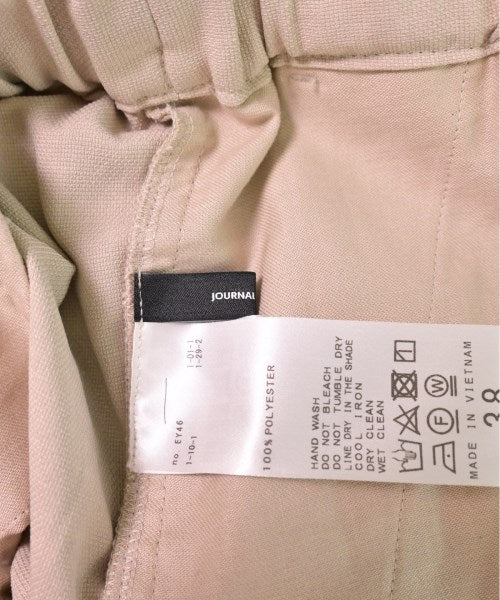 JOURNAL
1-01-1
1-29-2
no. EY46
1-10-1
100% POLYESTER
HAND WASH
DO NOT BLEACH
DO NOT TUMBLE DRY
LINE DRY IN THE SHADE
COOL IRON
DRY CLEAN
WET CLEAN
F
W
MADE IN VIETNAM
38